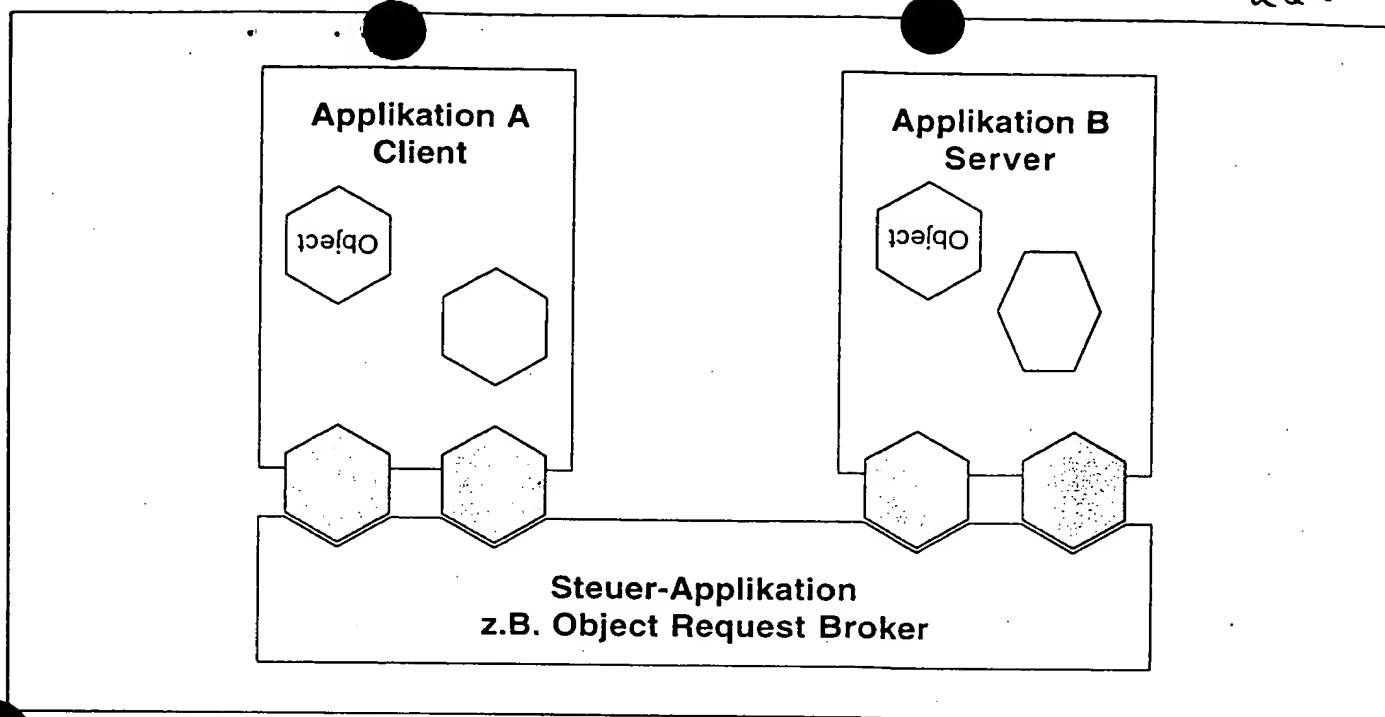 Applikation A
Client
Object
Applikation B
Server
Object
Steuer-Applikation
z.B. Object Request Broker